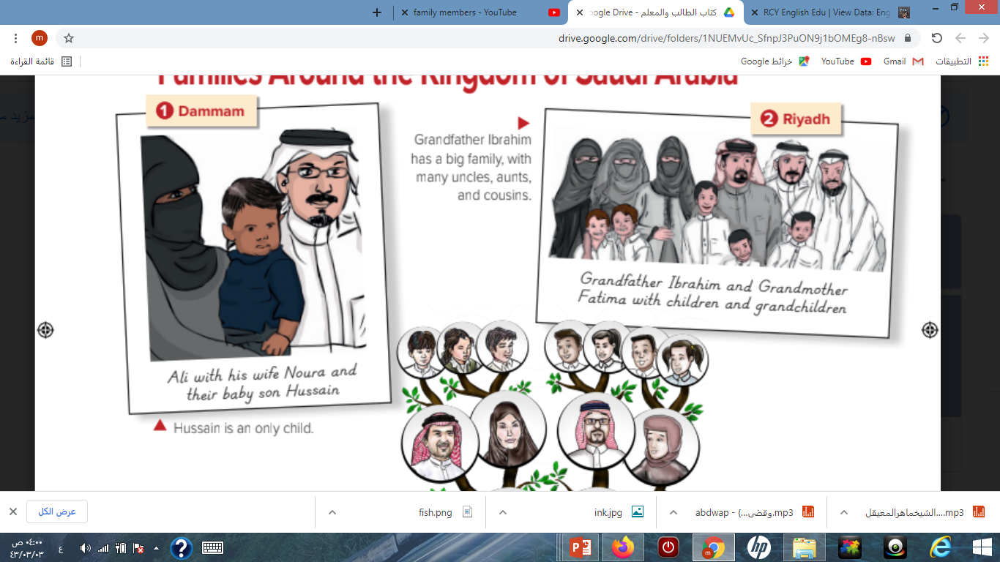 family members - YouTube
كتاب الطالب والمعلم - oogle Drive
RCY English Edu | View Data: Eng
m
drive.google.com/drive/folders/1NUEMvUc_SfnpJ3PuON9j1bOMEg8-nBsw
قائمة القراءة
خرائط Google
YouTube
Gmail
التطبيقات
Families Around the Kingdom of Saudi Arabia
1 Dammam
2 Riyadh
Grandfather Ibrahim
has a big family, with
many uncles, aunts,
and cousins.
Grandfather Ibrahim and Grandmother
Fatima with children and grandchildren
Ali with his wife Noura and
their baby son Hussain
Hussain is an only child.
عرض الكل
fish.png
ink.jpg
abdwap - {...وقضى.mp3
الشيخماهرالمعيقل....mp3
٠٤:٠٠ ص
٤٣/٠٣/٠٣
ع
hp